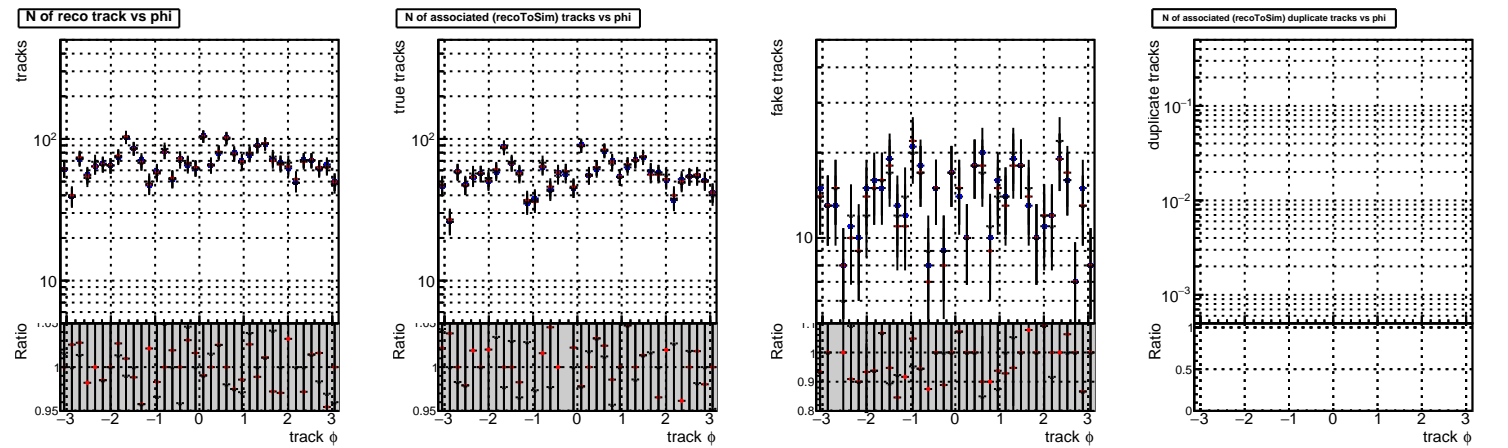 N of reco track vs phi
tracks
10²
10
Ratio
1.05
1
0.95
−3 −2 −1 0 1 2 3
track ϕ
N of associated (recoToSim) tracks vs phi
true tracks
10²
10
Ratio
1.05
1
0.95
−3 −2 −1 0 1 2 3
track ϕ
fake tracks
10
Ratio
1.1
1
0.9
0.8
−3 −2 −1 0 1 2 3
track ϕ
N of associated (recoToSim) duplicate tracks vs phi
duplicate tracks
10⁻¹
10⁻²
10⁻³
Ratio
1
0.5
0
−3 −2 −1 0 1 2 3
track ϕ